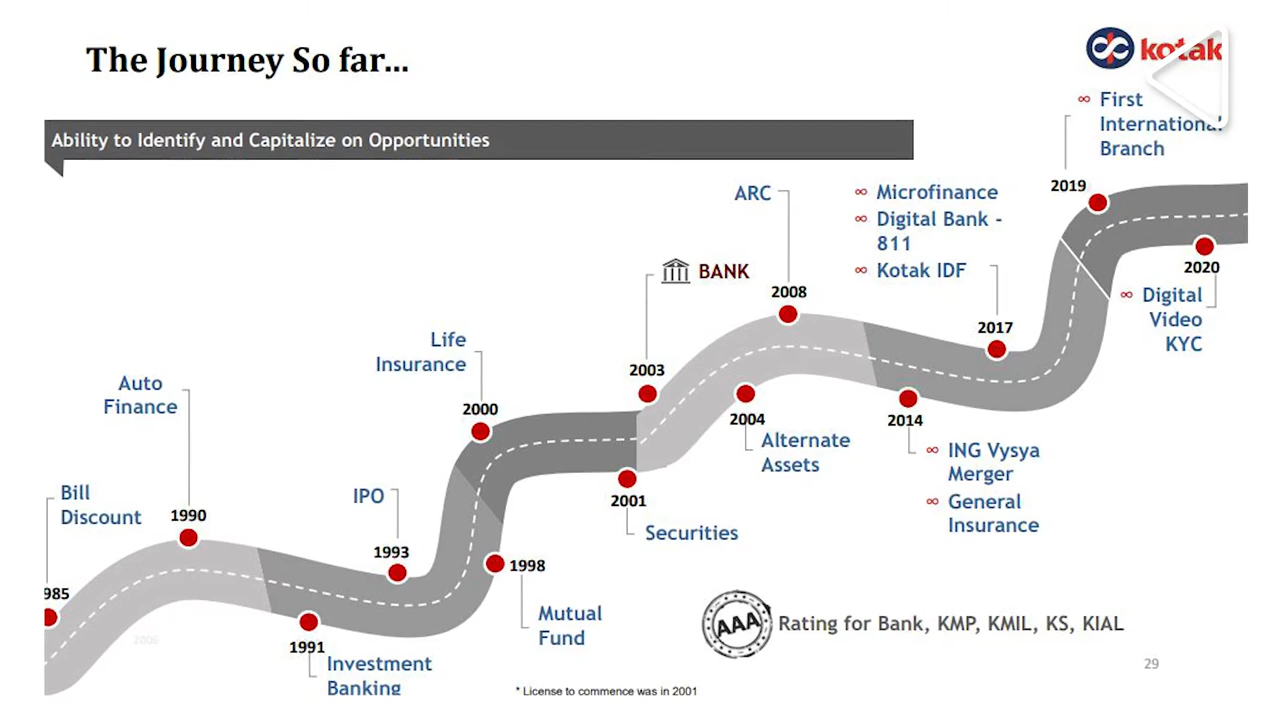 The Journey So far...
kotak
Ability to Identify and Capitalize on Opportunities
∞ First
International
Branch
2019
ARC
∞ Microfinance
∞ Digital Bank -
811
∞ Kotak IDF
BANK
2008
2017
2020
∞ Digital
Video
KYC
Life
Insurance
2003
Auto
Finance
2000
2004
Alternate
Assets
2014
∞ ING Vysya
Merger
∞ General
Insurance
Bill
Discount
1990
IPO
1993
2001
Securities
985
1998
Mutual
Fund
2006
1991
Investment
Banking
AAA
Rating for Bank, KMP, KMIL, KS, KIAL
29
* License to commence was in 2001